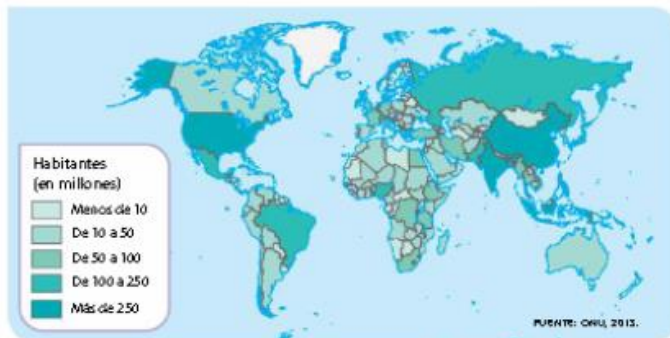 Habitantes
(en millones)
Menos de 10
De 10 a 50
De 50 a 100
De 100 a 250
Más de 250
FUENTE: ONU, 2013.